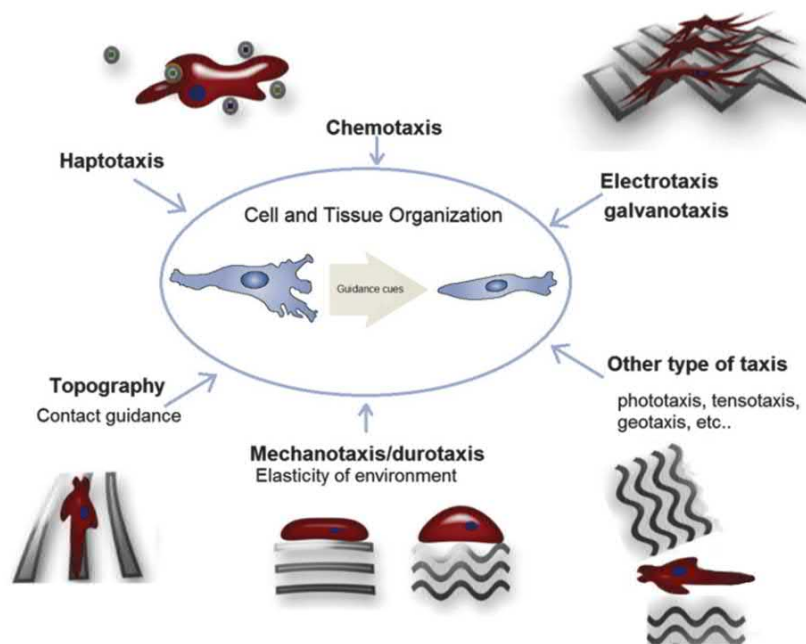 Chemotaxis
Haptotaxis
Electrotaxis
galvanotaxis
Cell and Tissue Organization
Guidance cues
Other type of taxis
phototaxis, tensotaxis,
geotaxis, etc..
Topography
Contact guidance
Mechanotaxis/durotaxis
Elasticity of environment